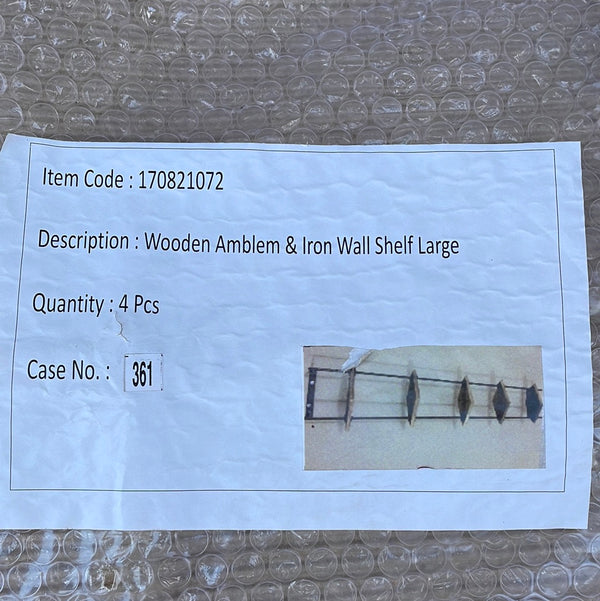 Item Code : 170821072
Description : Wooden Amblem & Iron Wall Shelf Large
Quantity : 4 Pcs
Case No. : 361